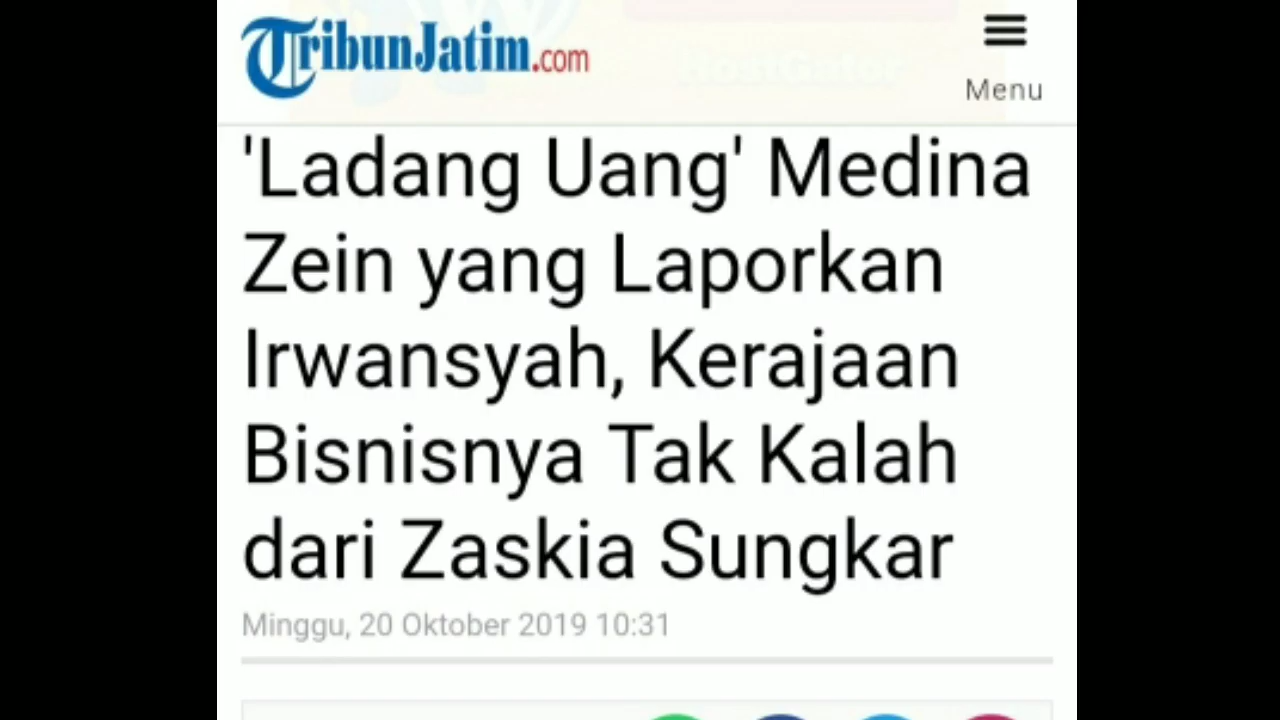 TribunJatim.com
Menu
'Ladang Uang' Medina
Zein yang Laporkan
Irwansyah, Kerajaan
Bisnisnya Tak Kalah
dari Zaskia Sungkar
Minggu, 20 Oktober 2019 10:31